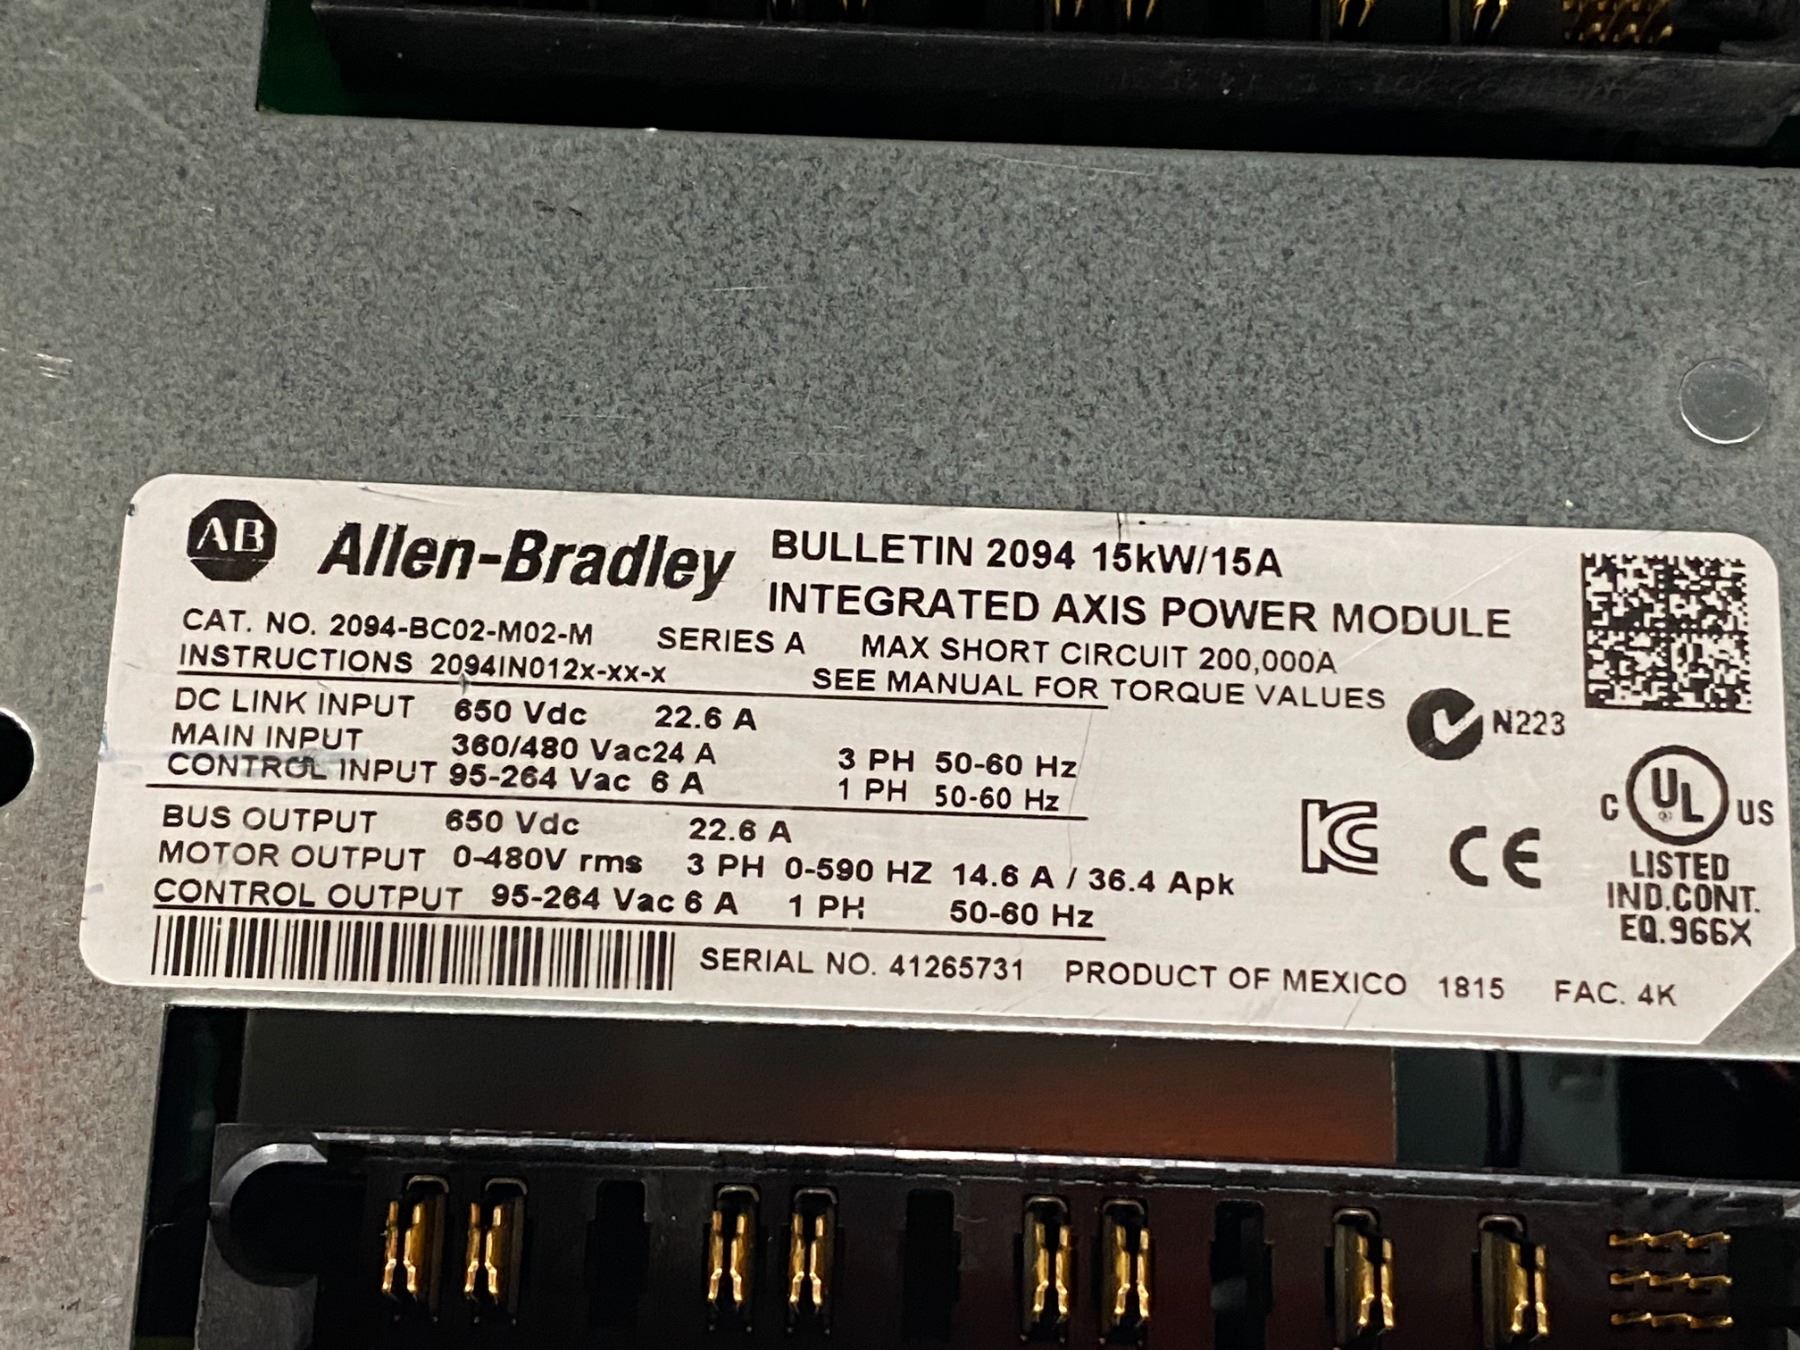 AB Allen-Bradley BULLETIN 2094 15kW/15A
INTEGRATED AXIS POWER MODULE
CAT. NO. 2094-BC02-M02-M SERIES A MAX SHORT CIRCUIT 200,000A
INSTRUCTIONS 2094IN012x-xx-x SEE MANUAL FOR TORQUE VALUES
DC LINK INPUT 650 Vdc 22.6 A
MAIN INPUT 360/480 Vac24 A 3 PH 50-60 Hz
CONTROL INPUT 95-264 Vac 6 A 1 PH 50-60 Hz
BUS OUTPUT 650 Vdc 22.6 A
MOTOR OUTPUT 0-480V rms 3 PH 0-590 HZ 14.6 A / 36.4 Apk
CONTROL OUTPUT 95-264 Vac 6 A 1 PH 50-60 Hz
SERIAL NO. 41265731 PRODUCT OF MEXICO 1815 FAC. 4K
N223
KC CE
C UL US
®
LISTED
IND.CONT.
EQ.966X